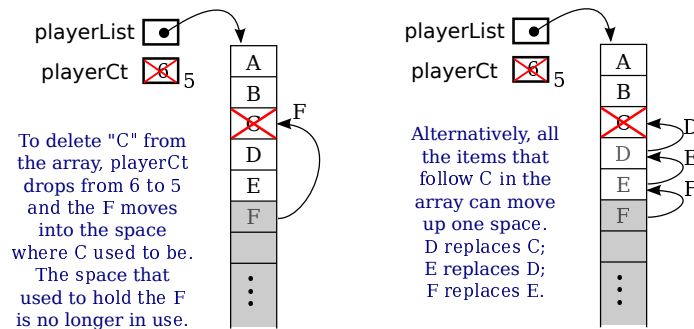 playerList
playerCt
6
5
A
B
C
F
D
E
F
To delete "C" from
the array, playerCt
drops from 6 to 5
and the F moves
into the space
where C used to be.
The space that
used to hold the F
is no longer in use.
playerList
playerCt
6
5
A
B
C
D
D
E
E
F
F
Alternatively, all
the items that
follow C in the
array can move
up one space.
D replaces C;
E replaces D;
F replaces E.